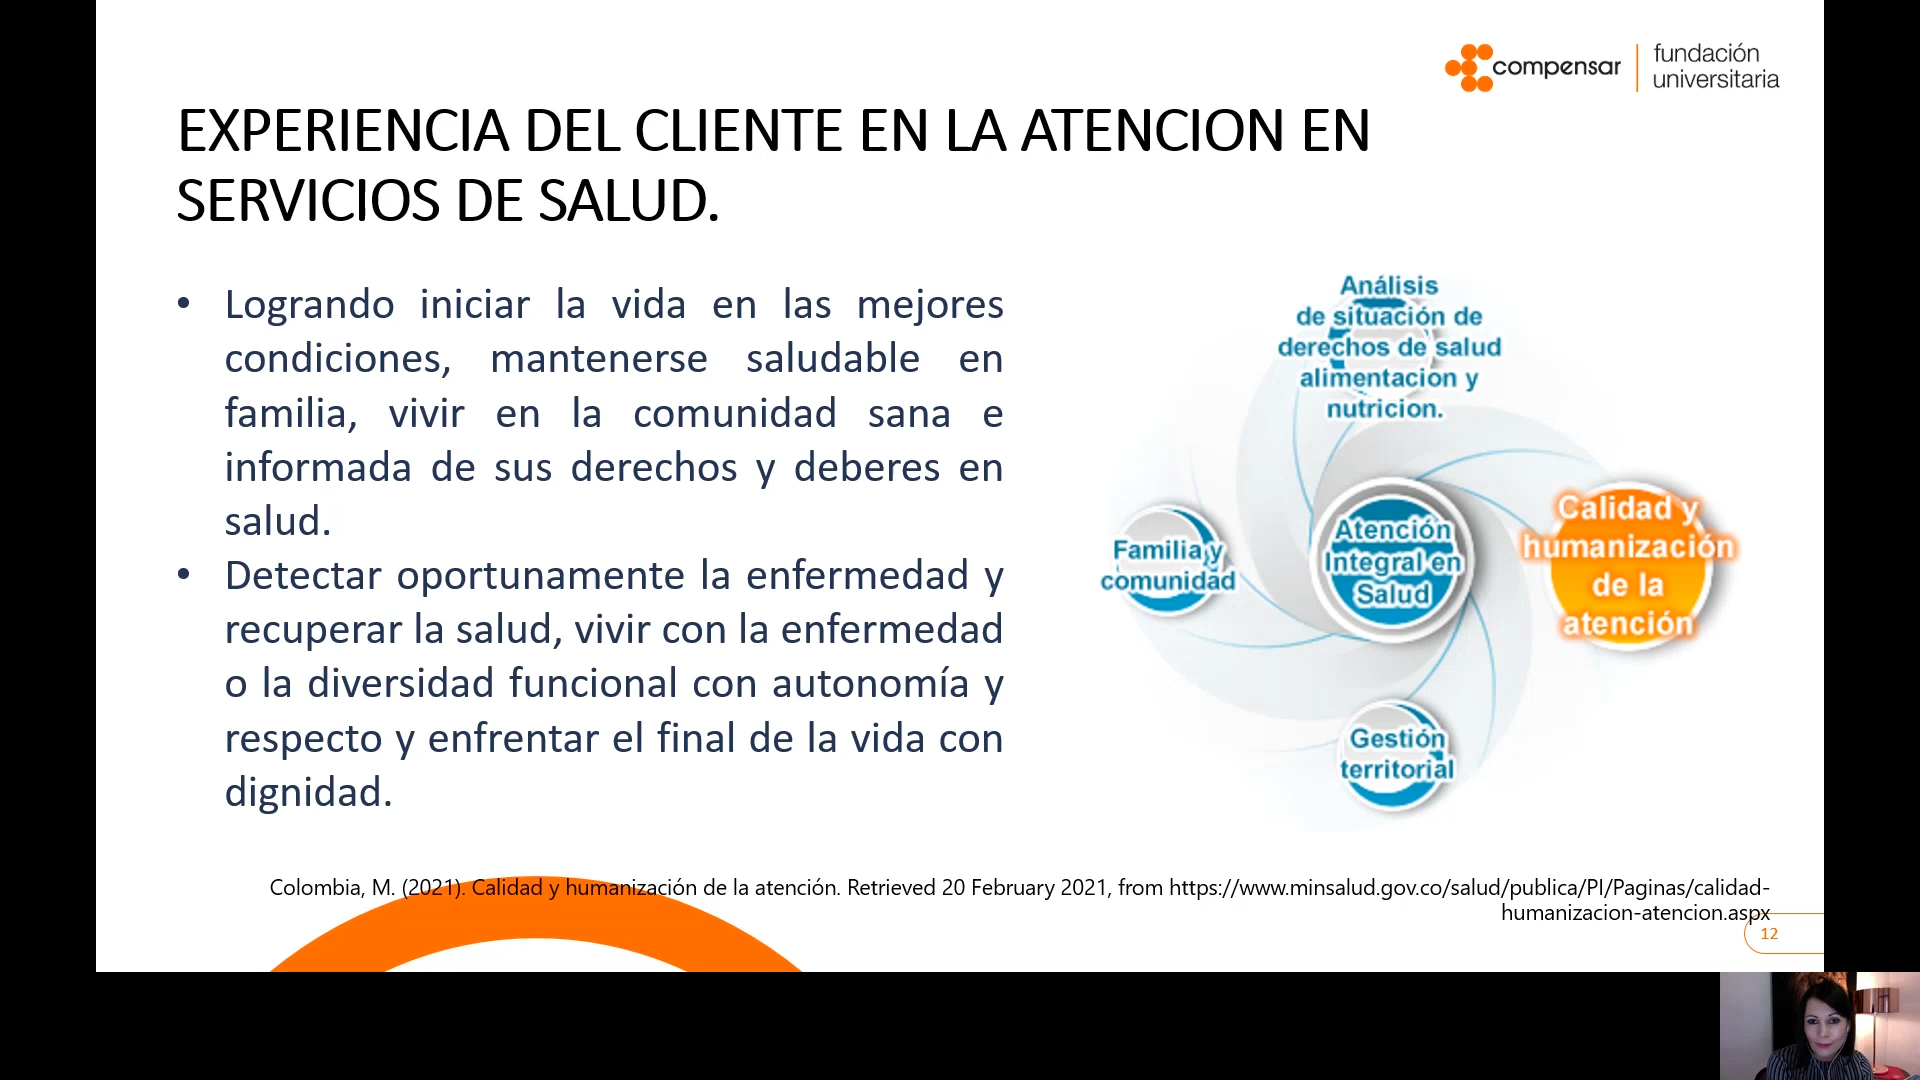 compensar
fundación
universitaria
EXPERIENCIA DEL CLIENTE EN LA ATENCION EN
SERVICIOS DE SALUD.
• Logrando iniciar la vida en las mejores
condiciones, mantenerse saludable en
familia, vivir en la comunidad sana e
informada de sus derechos y deberes en
salud.
• Detectar oportunamente la enfermedad y
recuperar la salud, vivir con la enfermedad
o la diversidad funcional con autonomía y
respecto y enfrentar el final de la vida con
dignidad.
Análisis
de situación de
derechos de salud
alimentacion y
nutricion.
Familia y
comunidad
Atención
Integral en
Salud
Calidad y
humanización
de la
atención
Gestión
territorial
Colombia, M. (2021). Calidad y humanización de la atención. Retrieved 20 February 2021, from https://www.minsalud.gov.co/salud/publica/PI/Paginas/calidad-
humanizacion-atencion.aspx
12